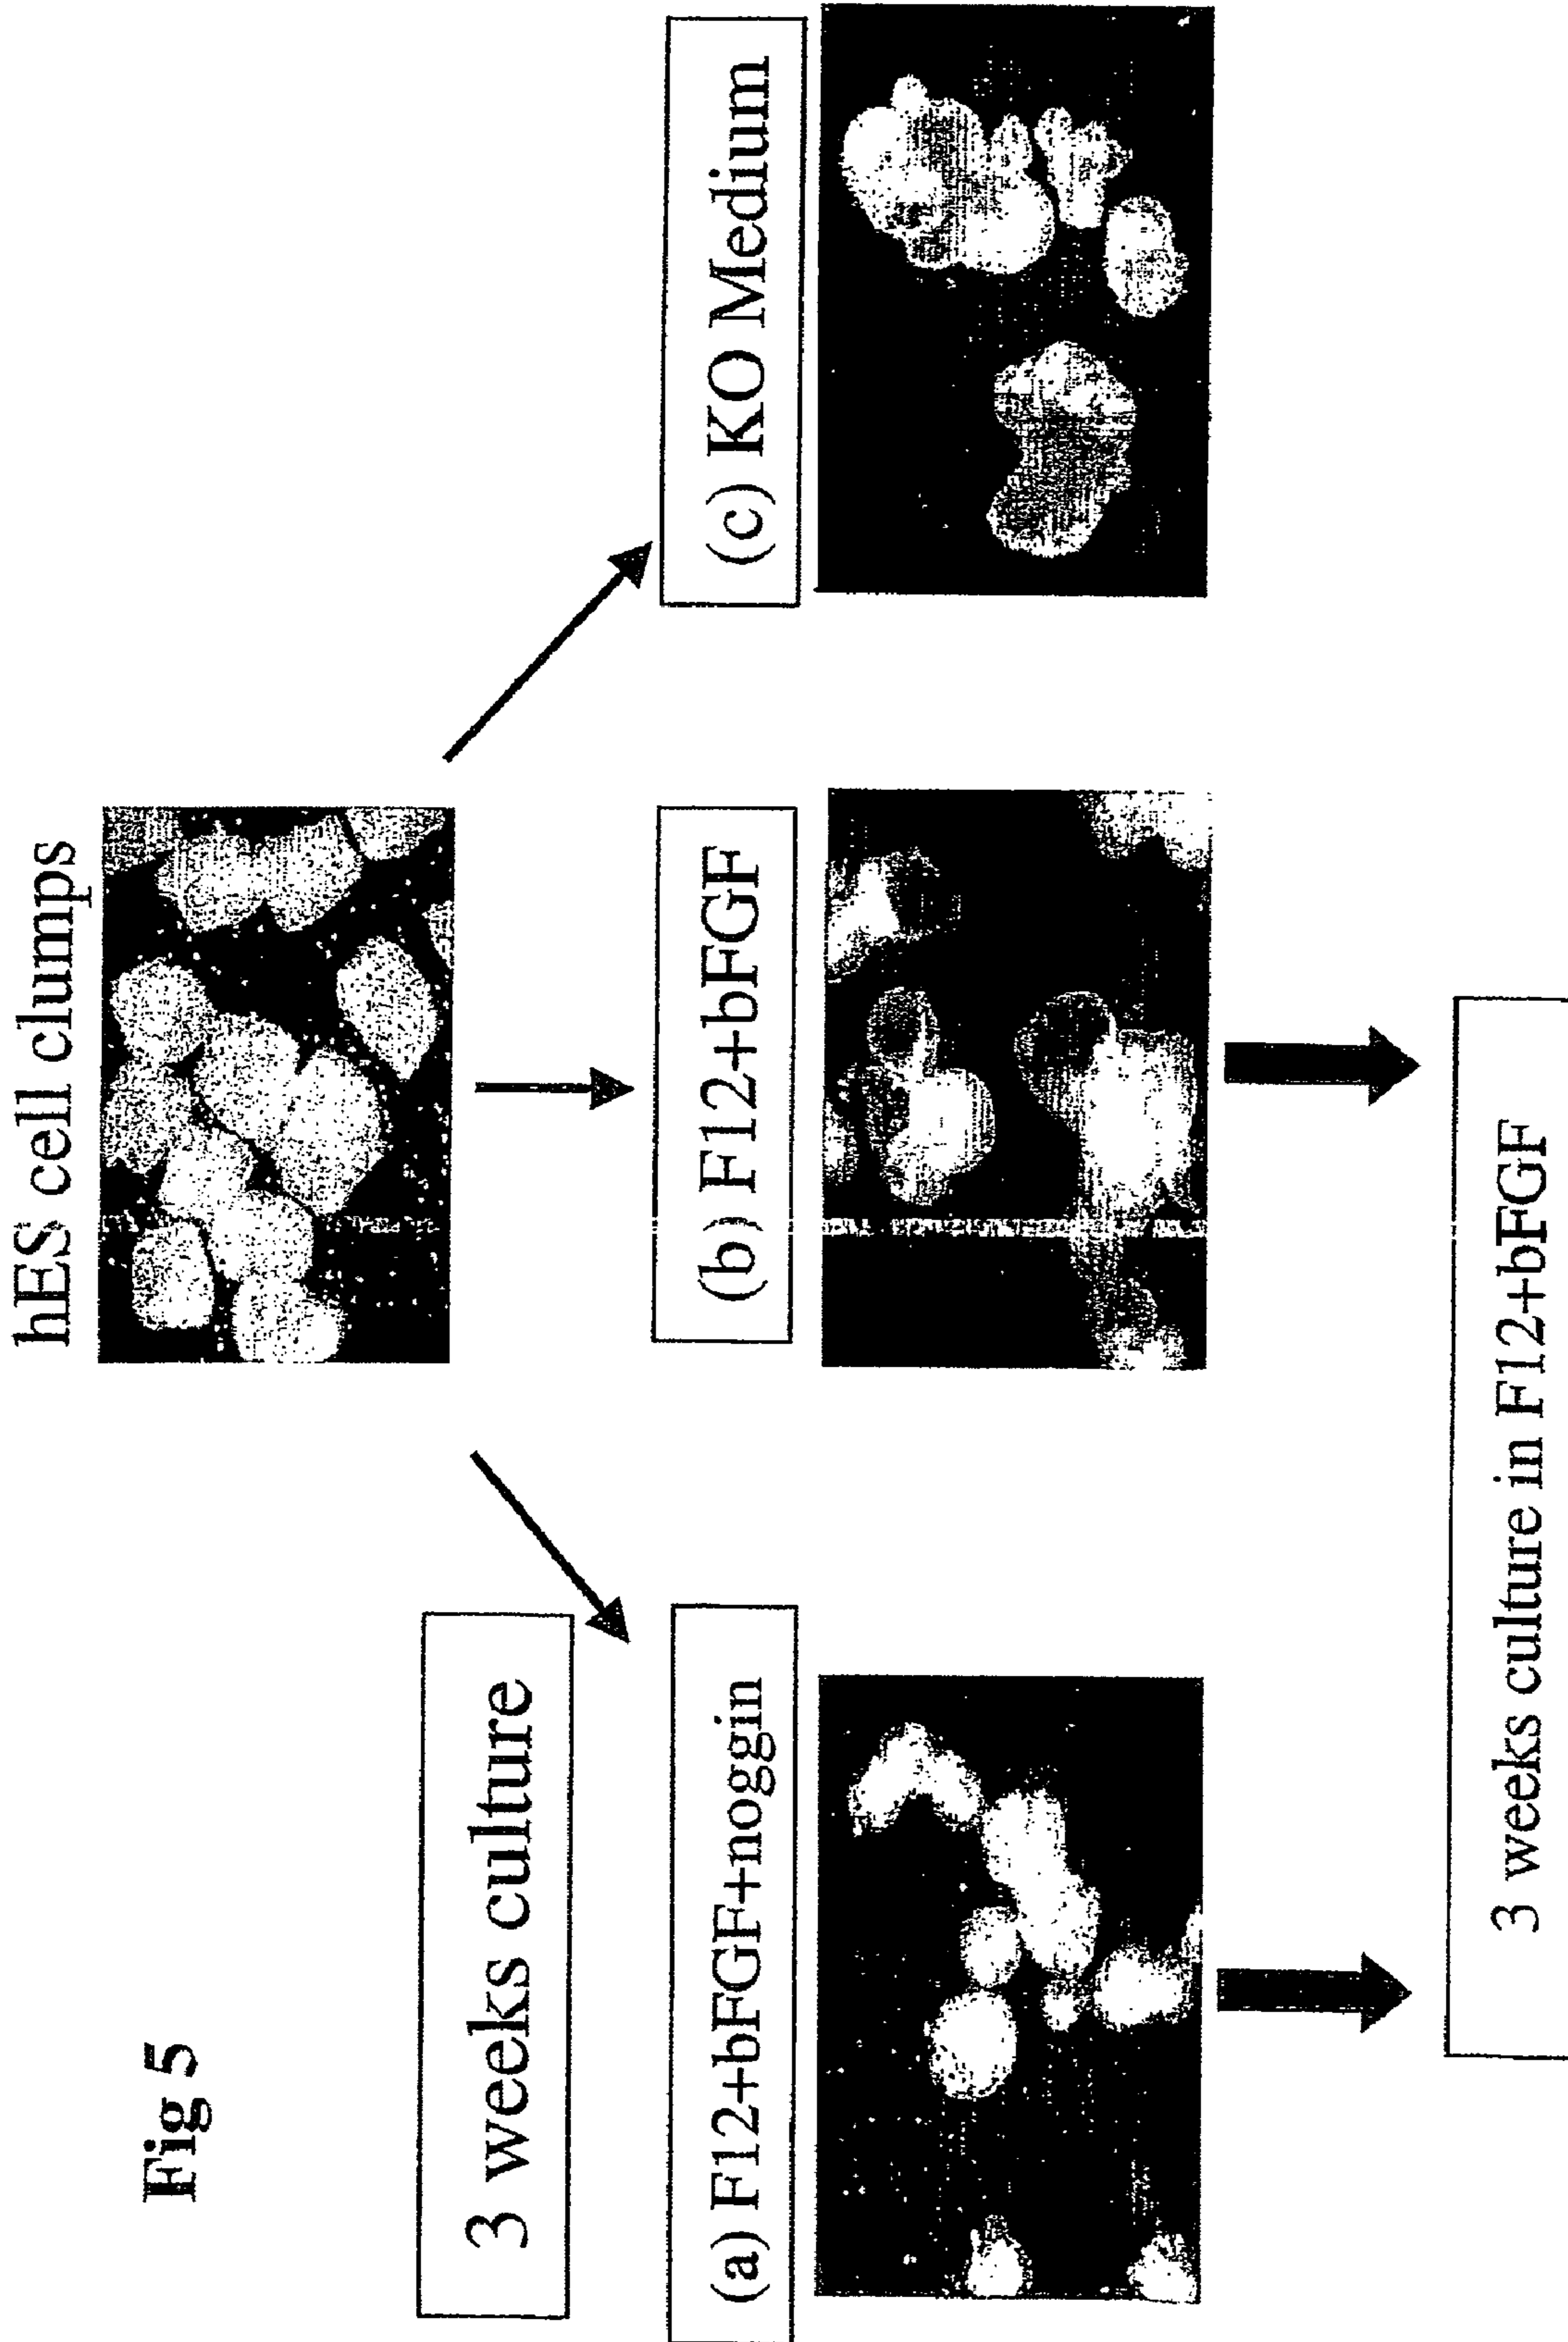 Fig 5
hES cell clumps
3 weeks culture
(a) F12+bFGF+noggin
(b) F12+bFGF
(c) KO Medium
3 weeks culture in F12+bFGF